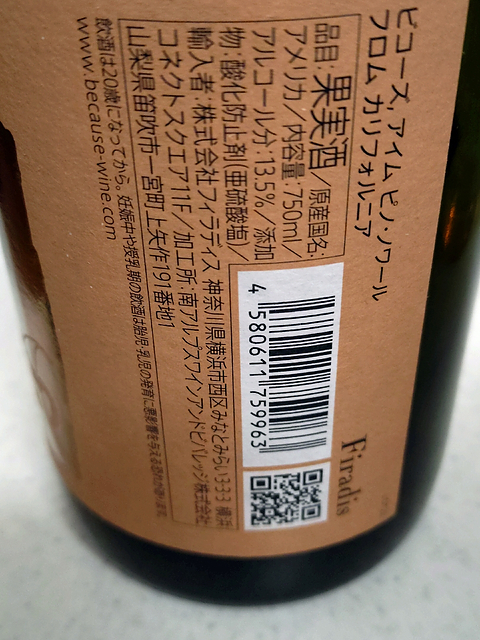 ビコーズ, アイム ピノ・ノワール
フロム カリフォルニア
品目:果実酒/原産国名:
アメリカ/内容量:750ml/
アルコール分:13.5%/添加
物:酸化防止剤(亜硫酸塩)/
輸入者:株式会社フィラディス 神奈川県横浜市西区みなとみらい3-3-3 横浜
コネクトスクエア11F/加工所:南アルプスワインアンドビバレッジ株式会社
山梨県笛吹市一宮町上矢作191番地1
飲酒は20歳になってから。妊娠中や授乳期の飲酒は胎児・乳児の発育に悪影響を与える
www.because-wine.com
4 580611 759963
Firadis